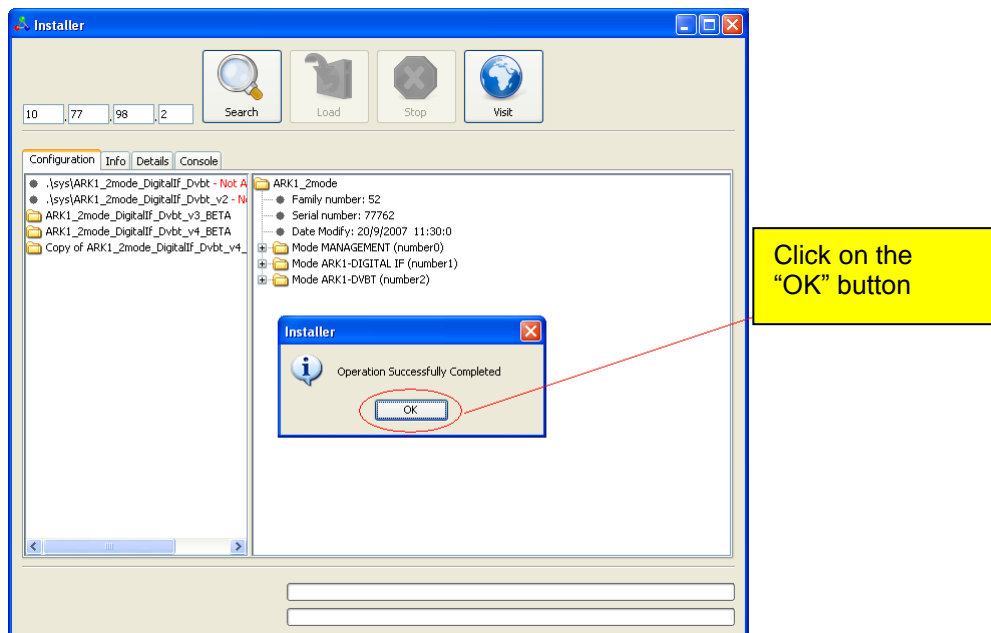 Installer
10 , 77 , 98 , 2
Search
Load
Stop
Visit
Configuration Info Details Console
.\sys\ARK1_2mode_DigitalIf_Dvbt - Not A
.\sys\ARK1_2mode_DigitalIf_Dvbt_v2 - N
ARK1_2mode_DigitalIf_Dvbt_v3_BETA
ARK1_2mode_DigitalIf_Dvbt_v4_BETA
Copy of ARK1_2mode_DigitalIf_Dvbt_v4_
ARK1_2mode
Family number: 52
Serial number: 77762
Date Modify: 20/9/2007 11:30:0
Mode MANAGEMENT (number0)
Mode ARK1-DIGITAL IF (number1)
Mode ARK1-DVBT (number2)
Installer
Operation Successfully Completed
OK
Click on the
“OK” button